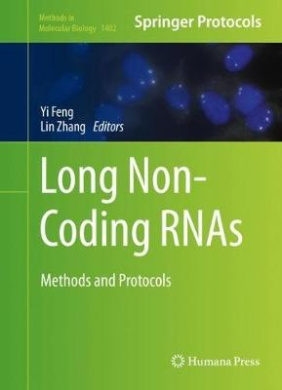 Methods in
Molecular Biology 1402
Springer Protocols
Yi Feng
Lin Zhang Editors
Long Non-
Coding RNAs
Methods and Protocols
Humana Press